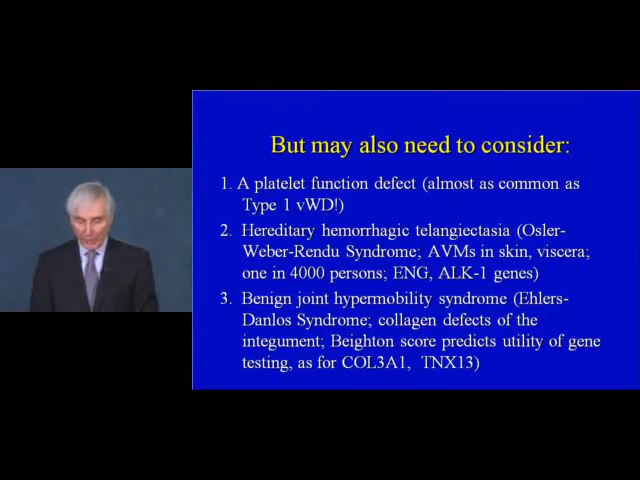 But may also need to consider:
1. A platelet function defect (almost as common as
Type 1 vWD!)
2. Hereditary hemorrhagic telangiectasia (Osler-
Weber-Rendu Syndrome; AVMs in skin, viscera;
one in 4000 persons; ENG, ALK-1 genes)
3. Benign joint hypermobility syndrome (Ehlers-
Danlos Syndrome; collagen defects of the
integument; Beighton score predicts utility of gene
testing, as for COL3A1, TNX13)